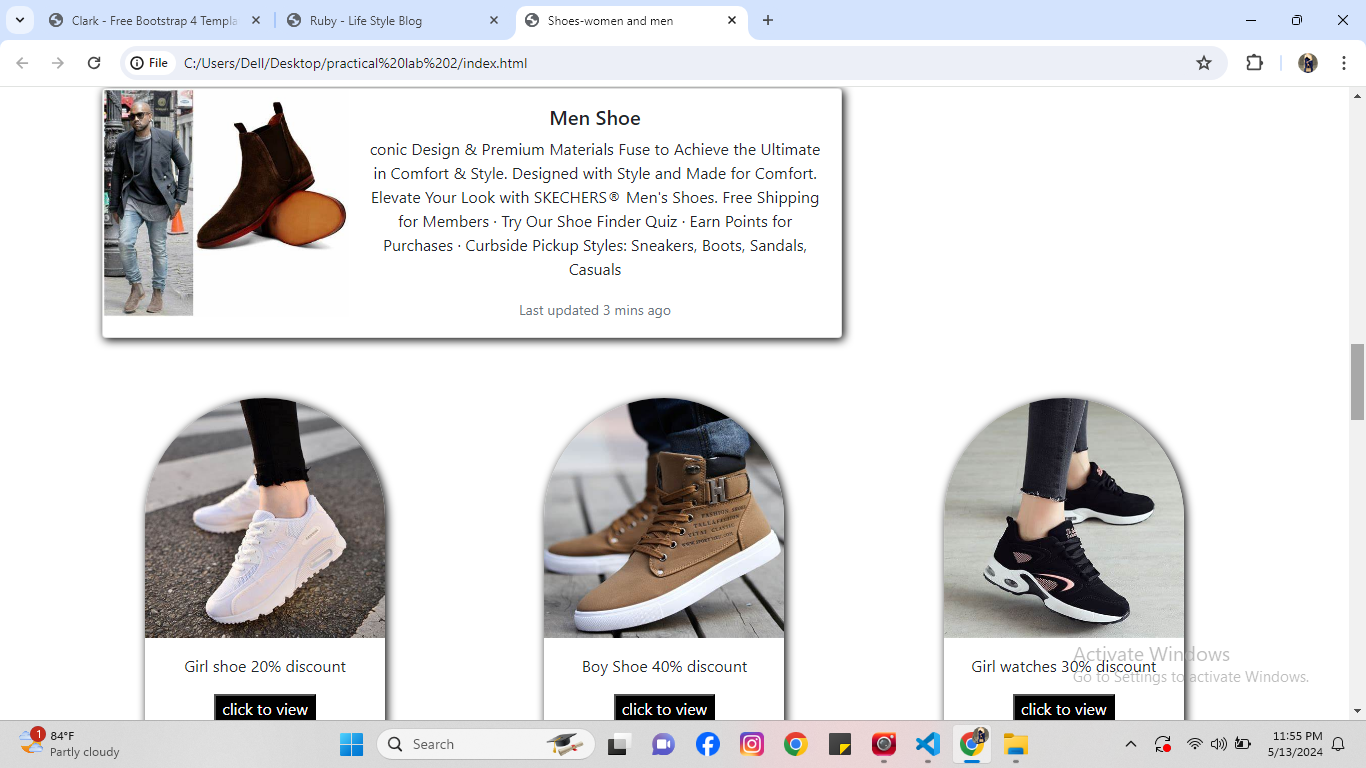 Clark - Free Bootstrap 4 Templa
Ruby - Life Style Blog
Shoes-women and men
File
C:/Users/Dell/Desktop/practical%20lab%202/index.html
Men Shoe
conic Design & Premium Materials Fuse to Achieve the Ultimate
in Comfort & Style. Designed with Style and Made for Comfort.
Elevate Your Look with SKECHERS® Men's Shoes. Free Shipping
for Members · Try Our Shoe Finder Quiz · Earn Points for
Purchases · Curbside Pickup Styles: Sneakers, Boots, Sandals,
Casuals
Last updated 3 mins ago
H
FASHION SHOE
VITAL CLASSIC
Girl shoe 20% discount
Boy Shoe 40% discount
Girl watches 30% discount
click to view
click to view
click to view
Activate Windows
Go to Settings to activate Windows.
1
84°F
Partly cloudy
Search
11:55 PM
5/13/2024